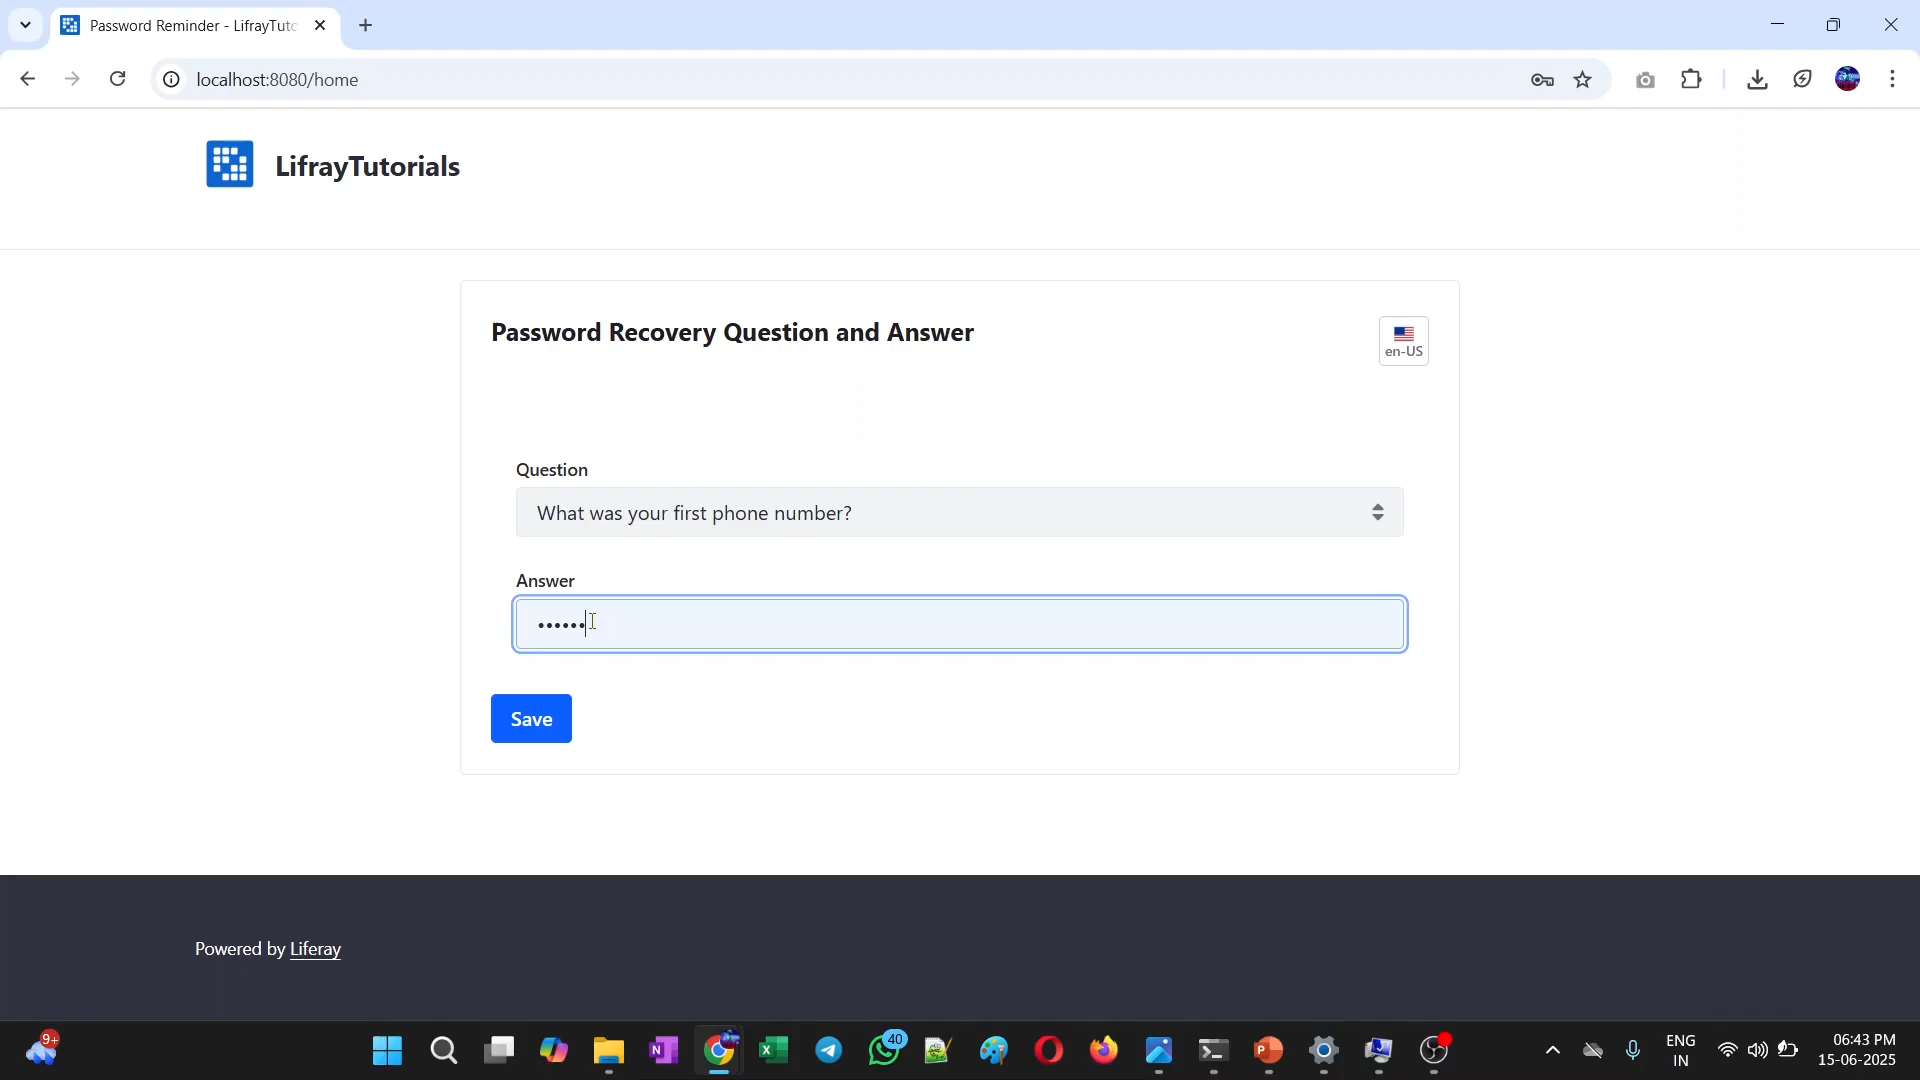 Password Reminder - LifrayTuto
localhost:8080/home
LifrayTutorials
Password Recovery Question and Answer
en-US
Question
What was your first phone number?
Answer
••••••
Save
Powered by Liferay
9+
40
ENG
IN
06:43 PM
15-06-2025